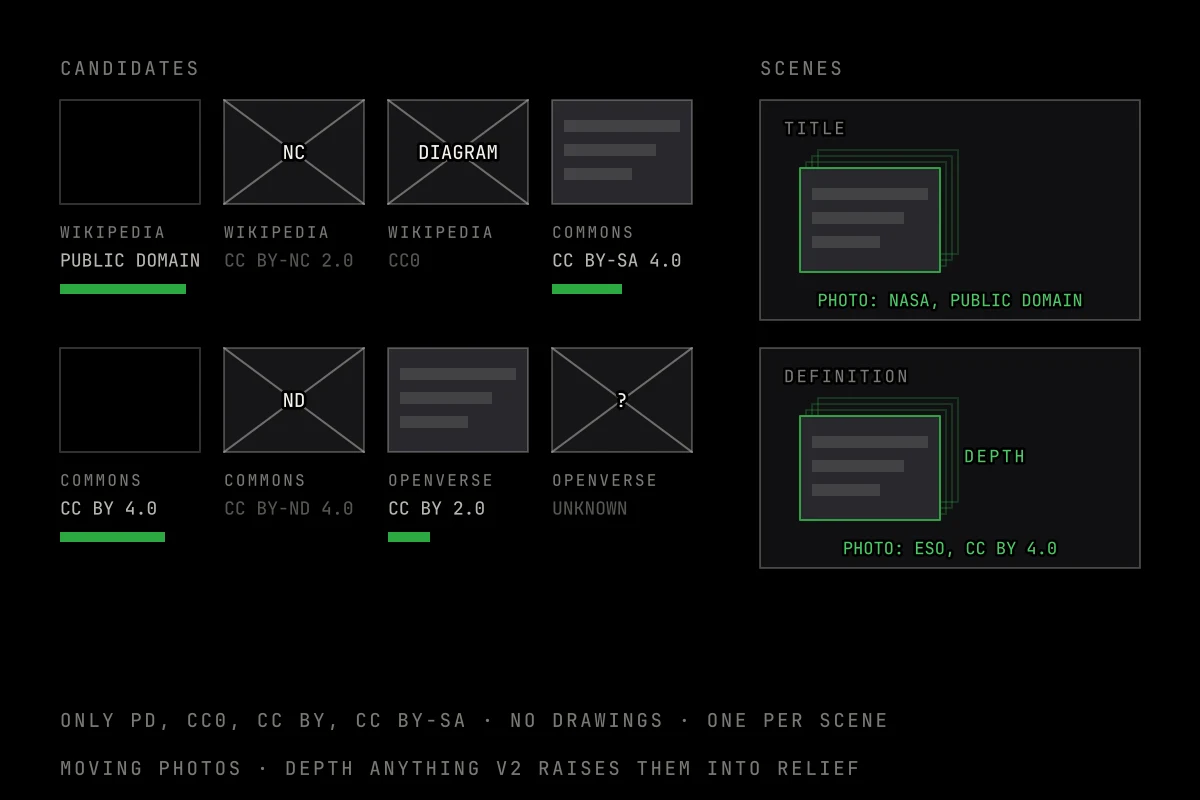 CANDIDATES
NC
DIAGRAM
WIKIPEDIA
WIKIPEDIA
WIKIPEDIA
COMMONS
PUBLIC DOMAIN
CC BY-NC 2.0
CC0
CC BY-SA 4.0
ND
?
COMMONS
COMMONS
OPENVERSE
OPENVERSE
CC BY 4.0
CC BY-ND 4.0
CC BY 2.0
UNKNOWN
SCENES
TITLE
PHOTO: NASA, PUBLIC DOMAIN
DEFINITION
DEPTH
PHOTO: ESO, CC BY 4.0
ONLY PD, CC0, CC BY, CC BY-SA · NO DRAWINGS · ONE PER SCENE
MOVING PHOTOS · DEPTH ANYTHING V2 RAISES THEM INTO RELIEF